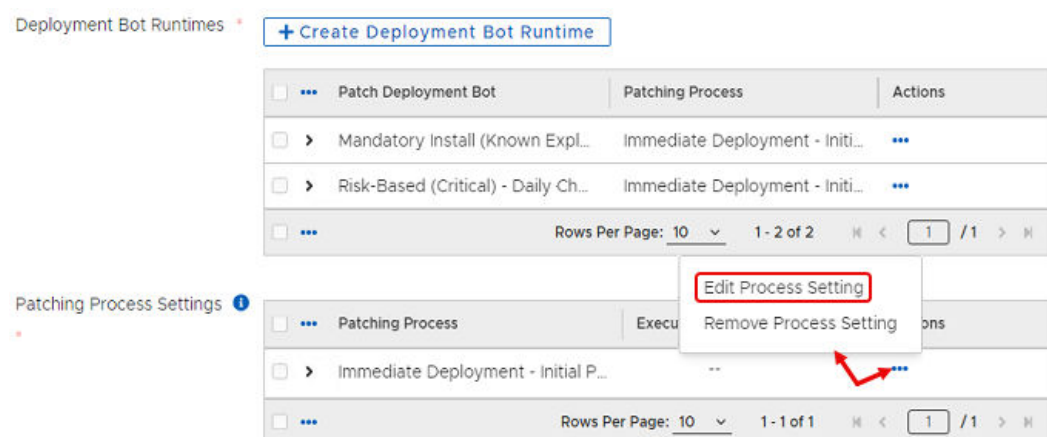 Deployment Bot Runtimes *
+ Create Deployment Bot Runtime
••• Patch Deployment Bot Patching Process Actions
Mandatory Install (Known Expl... Immediate Deployment - Initi... •••
Risk-Based (Critical) - Daily Ch... Immediate Deployment - Initi... •••
••• Rows Per Page: 10 1 - 2 of 2 1 / 1
Edit Process Setting
Remove Process Setting
Patching Process Settings *
••• Patching Process Execu ons
Immediate Deployment - Initial P... -- •••
••• Rows Per Page: 10 1 - 1 of 1 1 / 1